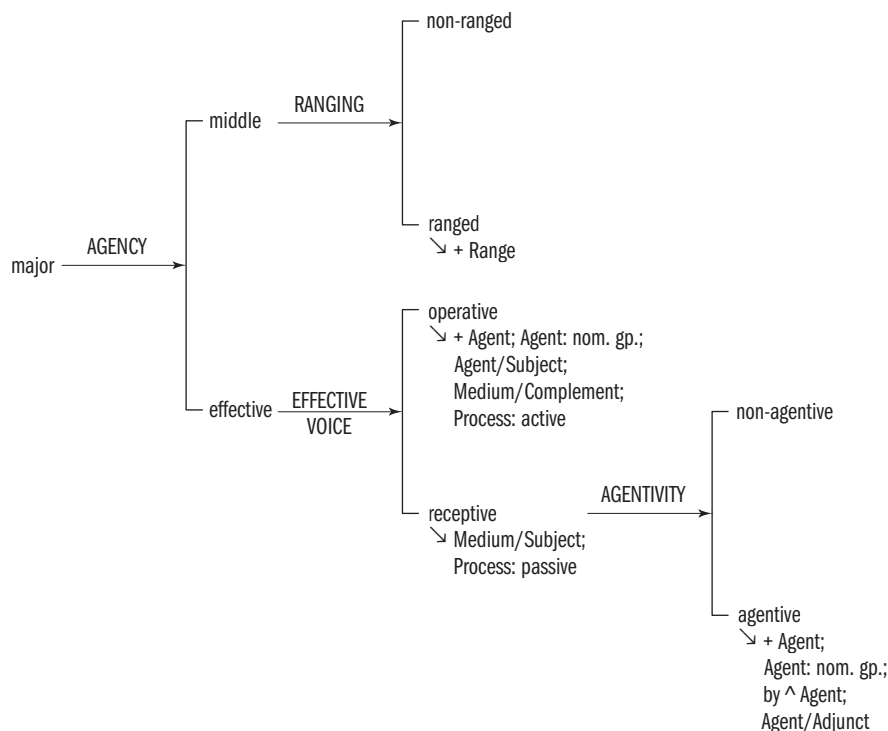 non-ranged
RANGING
middle
ranged
↘ + Range
AGENCY
major
operative
↘ + Agent; Agent: nom. gp.;
Agent/Subject;
Medium/Complement;
Process: active
effective
EFFECTIVE
VOICE
non-agentive
AGENTIVITY
receptive
↘ Medium/Subject;
Process: passive
agentive
↘ + Agent;
Agent: nom. gp.;
by ^ Agent;
Agent/Adjunct